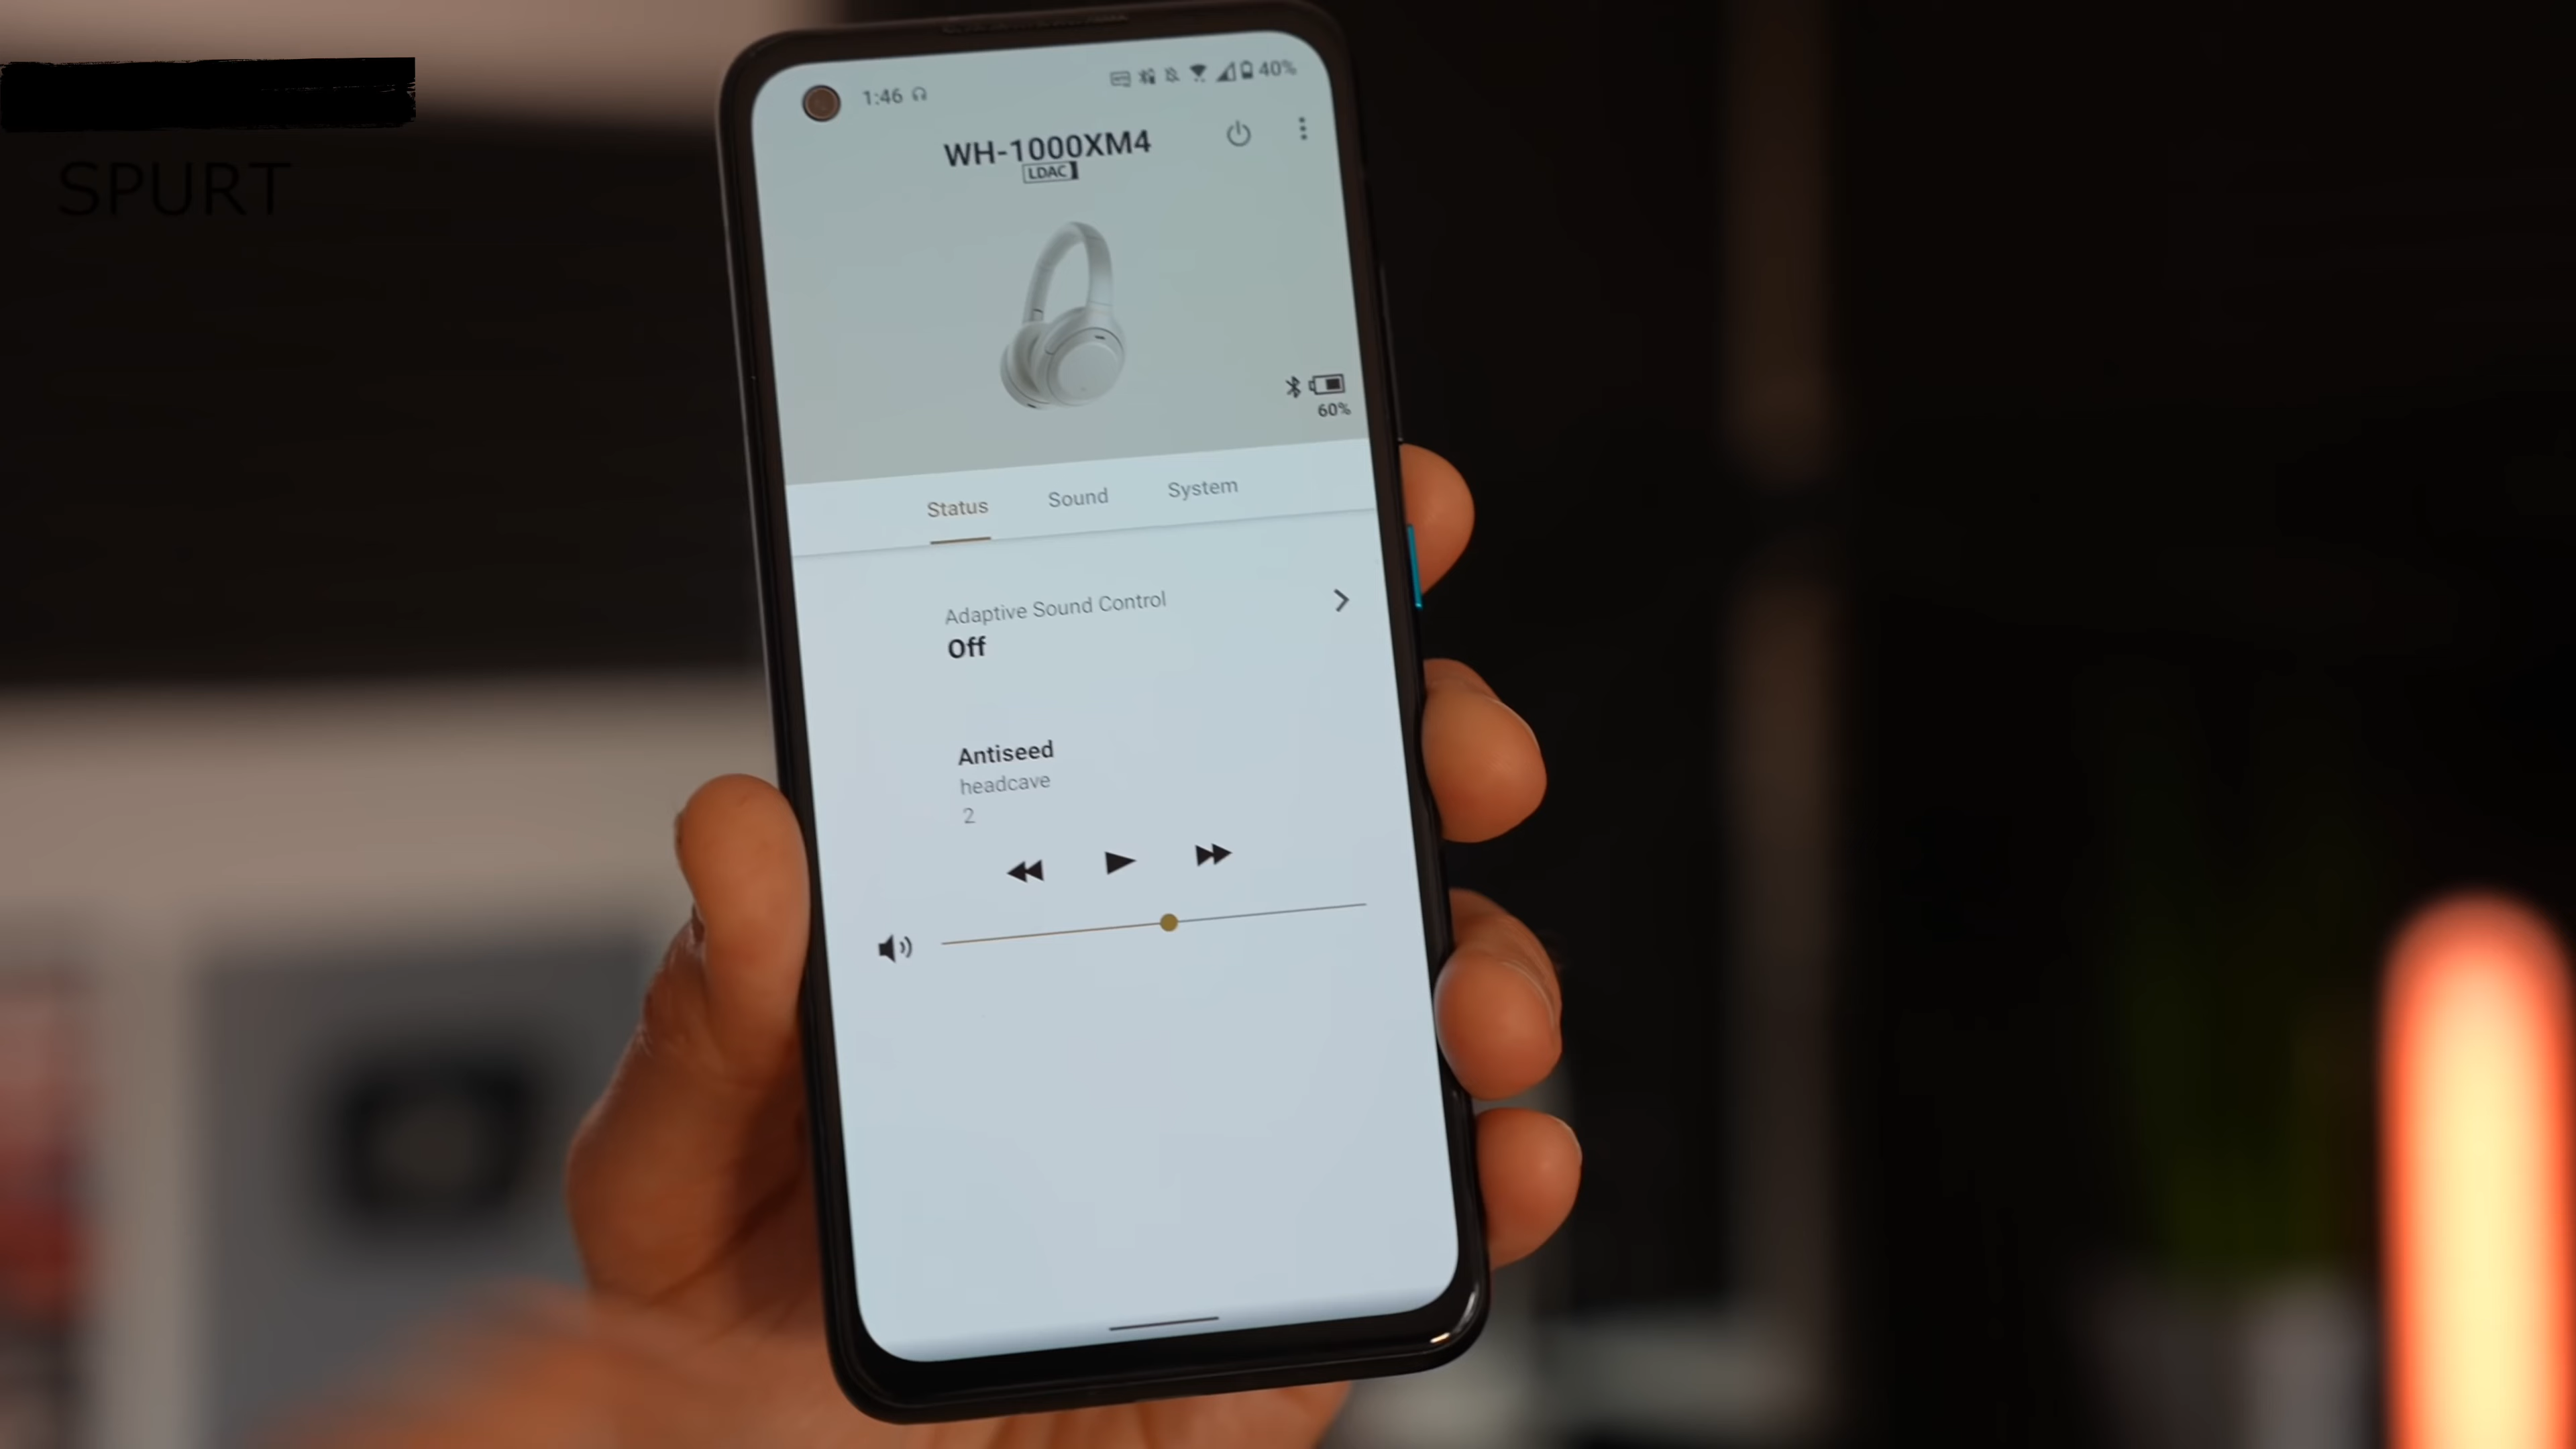 SPURT
1:46 40%
WH-1000XM4
LDAC
60%
Status Sound System
Adaptive Sound Control
Off
Antiseed
headcave
2